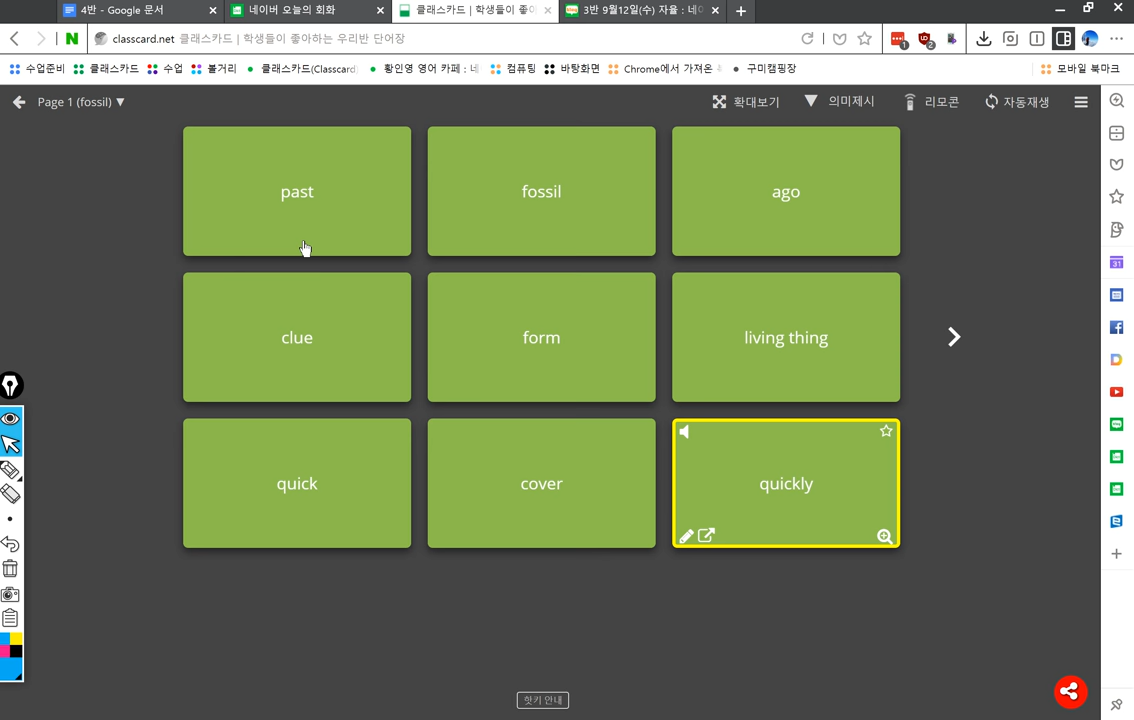 4반 - Google 문서
네이버 오늘의 회화
클래스카드 | 학생들이 좋아
3반 9월12일(수) 자율 : 네이
classcard.net 클래스카드 | 학생들이 좋아하는 우리반 단어장
수업준비 클래스카드 수업 볼거리 클래스카드(Classcard) 황인영 영어 카페 : 네 컴퓨팅 바탕화면 Chrome에서 가져온 구미캠핑장 모바일 북마크
Page 1 (fossil) ▼ 확대보기 ▼ 의미제시 리모콘 자동재생
past fossil ago
clue form living thing
quick cover quickly
핫키 안내
1
2
31